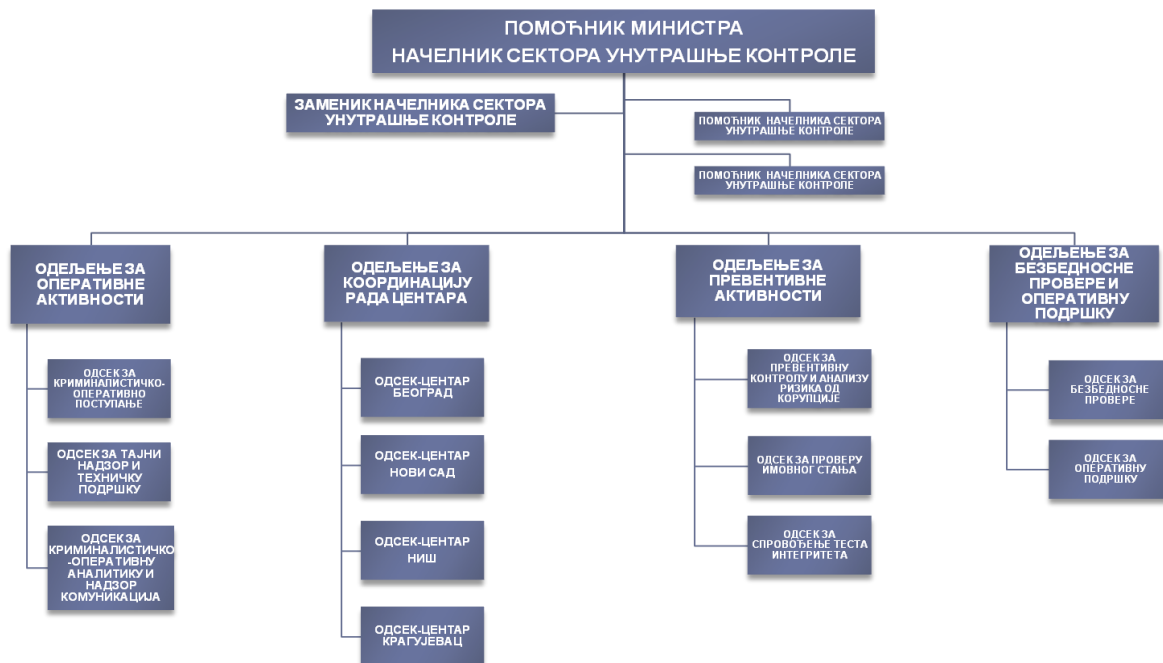 ПОМОЋНИК МИНИСТРА
НАЧЕЛНИК СЕКТОРА УНУТРАШЊЕ КОНТРОЛЕ
ЗАМЕНИК НАЧЕЛНИКА СЕКТОРА
УНУТРАШЊЕ КОНТРОЛЕ
ПОМОЋНИК НАЧЕЛНИКА СЕКТОРА
УНУТРАШЊЕ КОНТРОЛЕ
ПОМОЋНИК НАЧЕЛНИКА СЕКТОРА
УНУТРАШЊЕ КОНТРОЛЕ
ОДЕЉЕЊЕ ЗА
ОПЕРАТИВНЕ
АКТИВНОСТИ
ОДСЕК ЗА
КРИМИНАЛИСТИЧКО-
ОПЕРАТИВНО
ПОСТУПАЊЕ
ОДСЕК ЗА ТАЈНИ
НАДЗОР И
ТЕХНИЧКУ
ПОДРШКУ
ОДСЕК ЗА
КРИМИНАЛИСТИЧКО
-ОПЕРАТИВНУ
АНАЛИТИКУ И
НАДЗОР
КОМУНИКАЦИЈА
ОДЕЉЕЊЕ ЗА
КООРДИНАЦИЈУ
РАДА ЦЕНТАРА
ОДСЕК-ЦЕНТАР
БЕОГРАД
ОДСЕК-ЦЕНТАР
НОВИ САД
ОДСЕК-ЦЕНТАР
НИШ
ОДСЕК-ЦЕНТАР
КРАГУЈЕВАЦ
ОДЕЉЕЊЕ ЗА
ПРЕВЕНТИВНЕ
АКТИВНОСТИ
ОДСЕК ЗА
ПРЕВЕНТИВНУ
КОНТРОЛУ И АНАЛИЗУ
РИЗИКА ОД
КОРУПЦИЈЕ
ОДСЕК ЗА ПРОВЕРУ
ИМОВНОГ СТАЊА
ОДСЕК ЗА
СПРОВОЂЕЊЕ ТЕСТА
ИНТЕГРИТЕТА
ОДЕЉЕЊЕ ЗА
БЕЗБЕДНОСНЕ
ПРОВЕРЕ И
ОПЕРАТИВНУ
ПОДРШКУ
ОДСЕК ЗА
БЕЗБЕДНОСНЕ
ПРОВЕРЕ
ОДСЕК ЗА
ОПЕРАТИВНУ
ПОДРШКУ